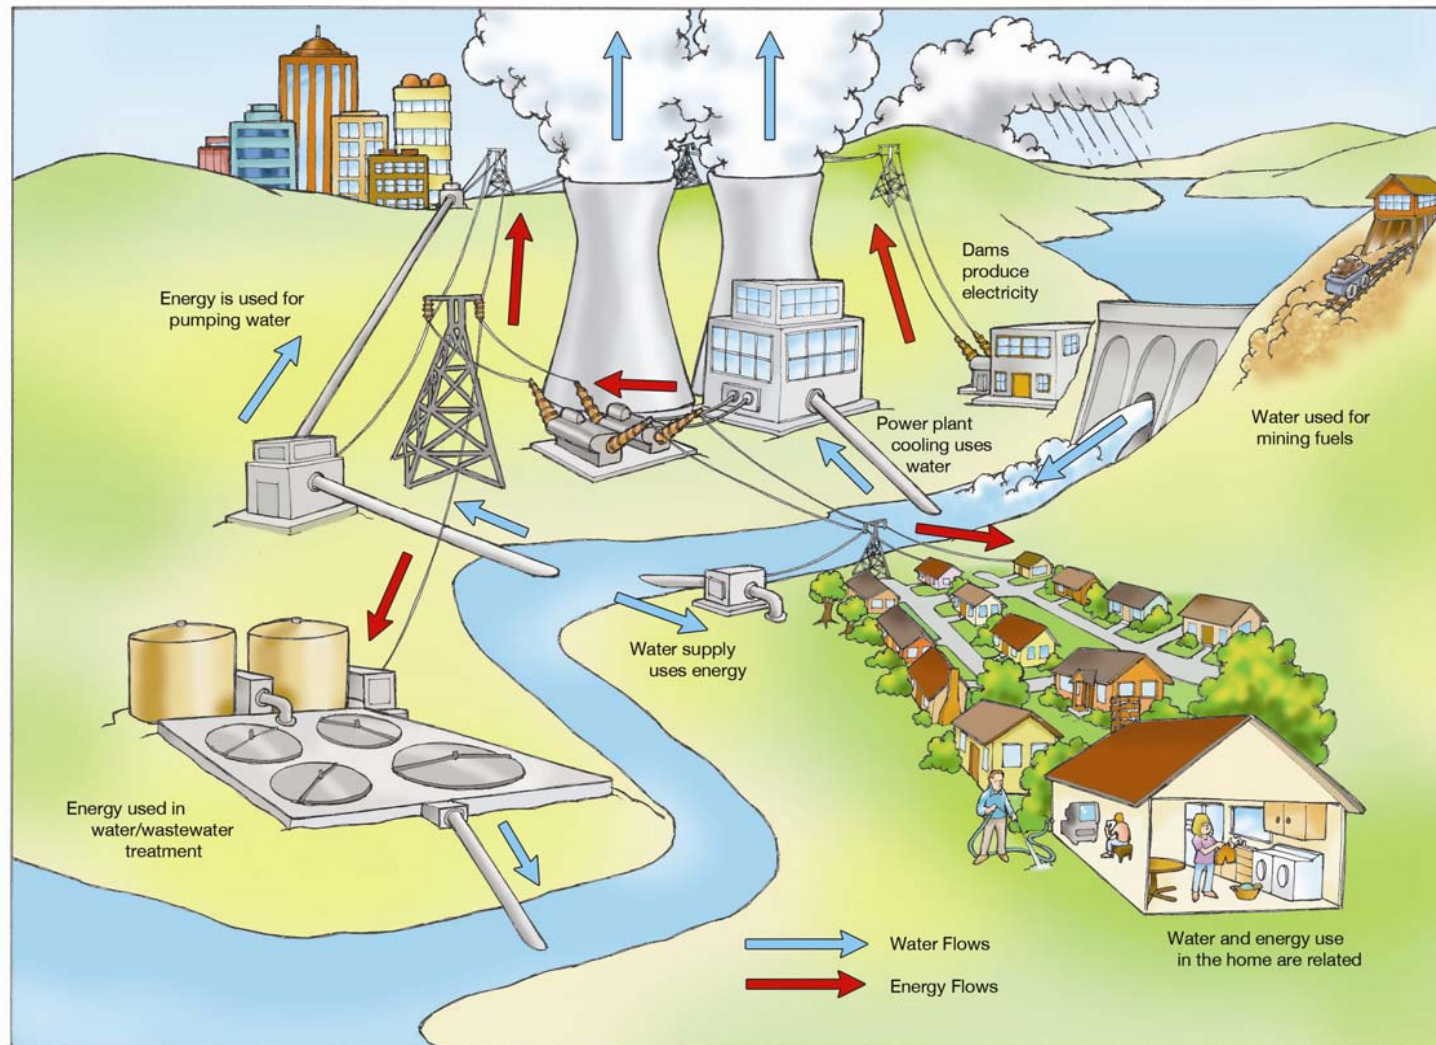 Dams
produce
electricity
Energy is used for
pumping water
Power plant
cooling uses
water
Water used for
mining fuels
Water supply
uses energy
Energy used in
water/wastewater
treatment
Water Flows
Energy Flows
Water and energy use
in the home are related